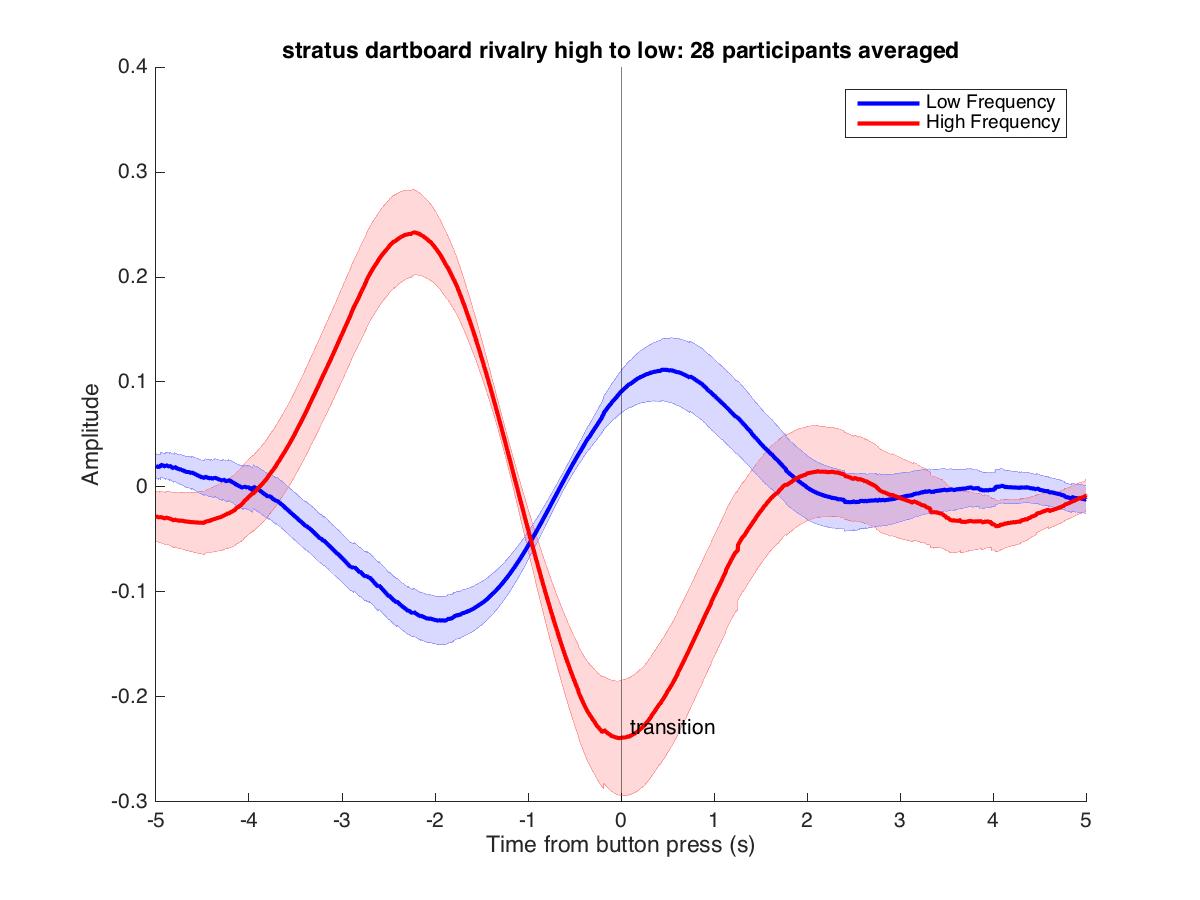 stratus dartboard rivalry high to low: 28 participants averaged
0.4
Low Frequency
High Frequency
0.3
0.2
0.1
0
-0.1
-0.2
-0.3
Amplitude
transition
-5 -4 -3 -2 -1 0 1 2 3 4 5
Time from button press (s)